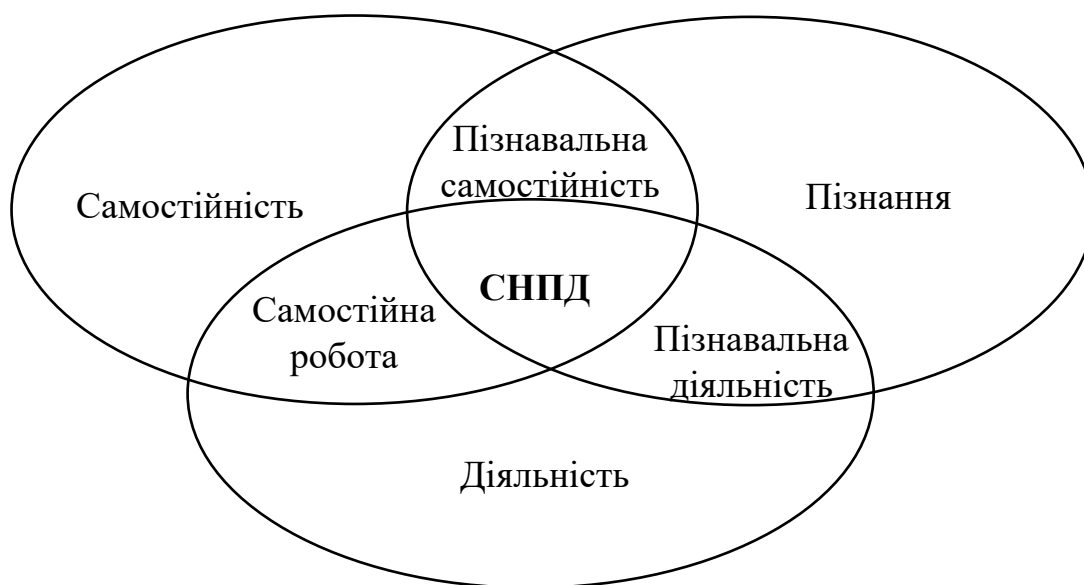 Пізнавальна
самостійність
Самостійність
Пізнання
СНПД
Самостійна
робота
Пізнавальна
діяльність
Діяльність